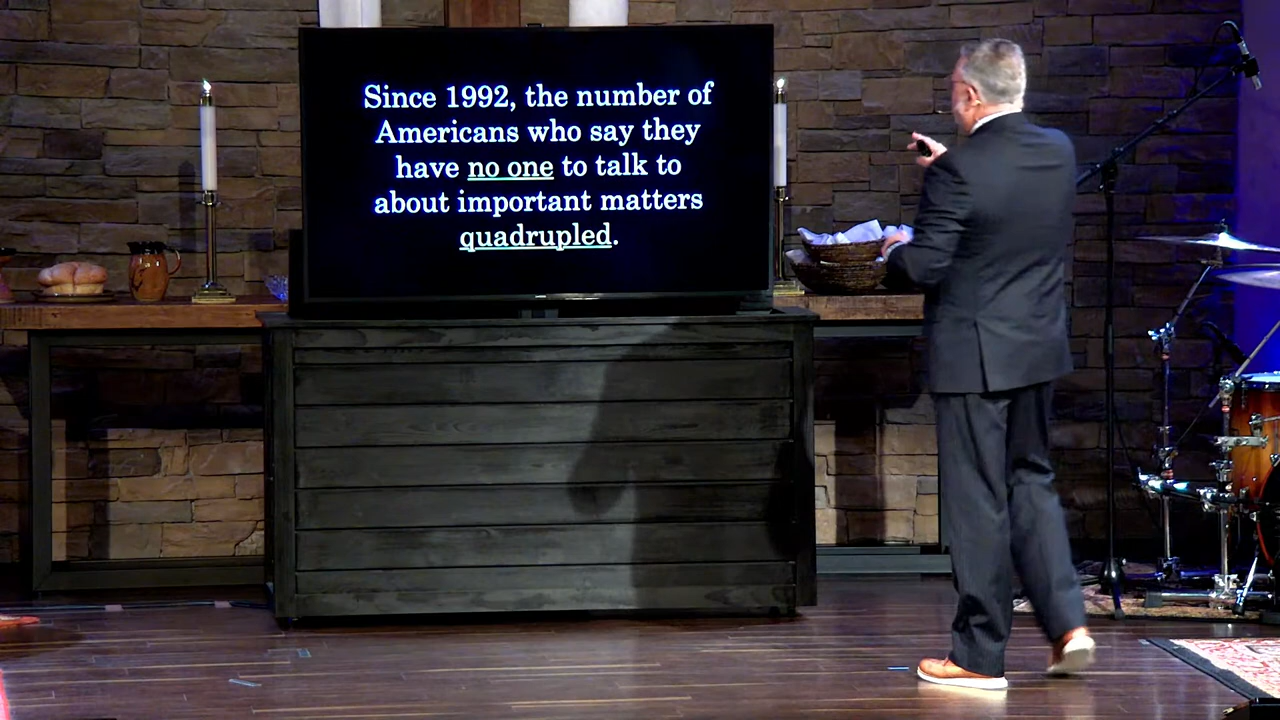 Since 1992, the number of
Americans who say they
have no one to talk to
about important matters
quadrupled.